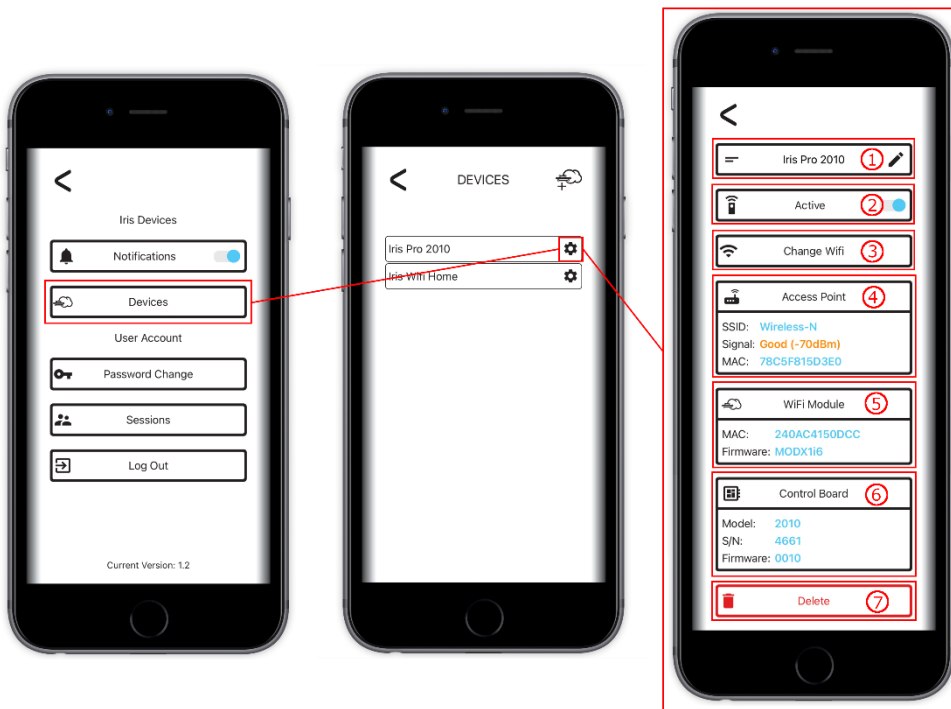 Iris Devices
Notifications
Devices
User Account
Password Change
Sessions
Log Out
Current Version: 1.2
DEVICES
Iris Pro 2010
Iris Wifi Home
Iris Pro 2010 1
Active 2
Change Wifi 3
Access Point 4
SSID: Wireless-N
Signal: Good (-70dBm)
MAC: 78C5F815D3E0
WiFi Module 5
MAC: 240AC4150DCC
Firmware: MODX1i6
Control Board 6
Model: 2010
S/N: 4661
Firmware: 0010
Delete 7